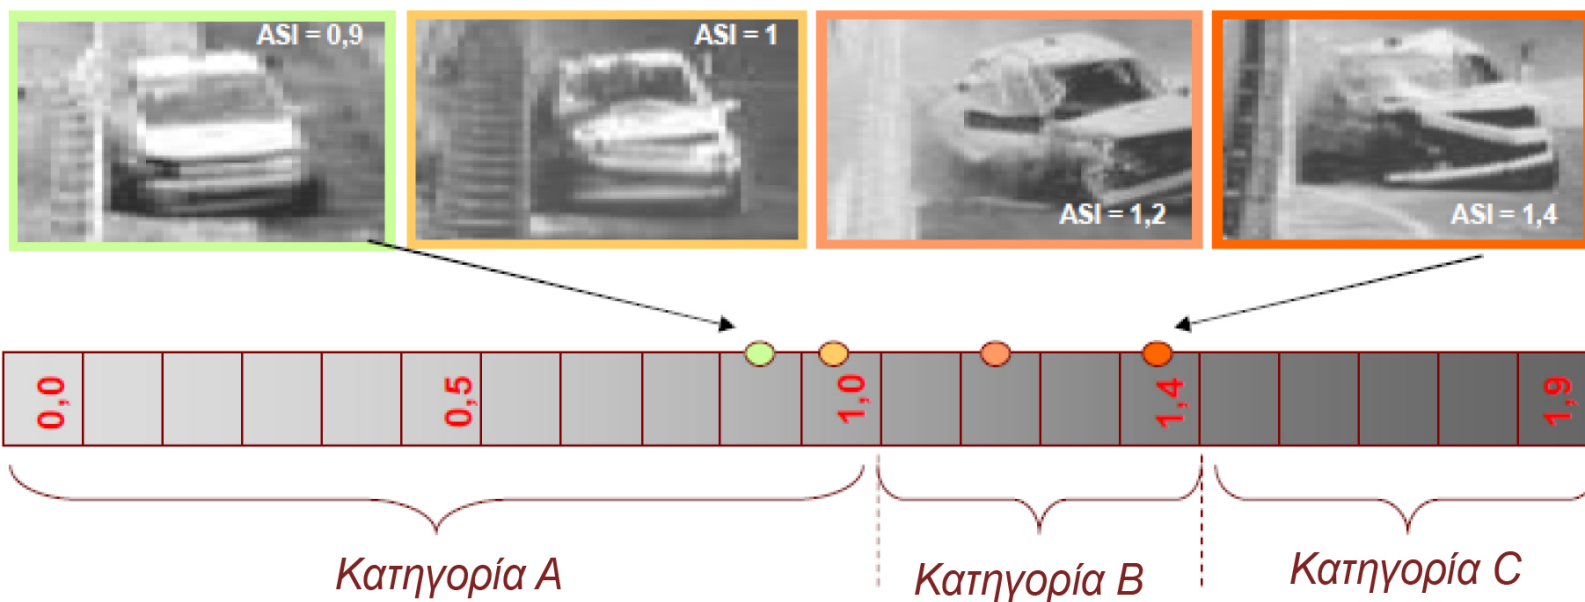 ASI = 0,9
ASI = 1
ASI = 1,2
ASI = 1,4
0,0
0,5
1,0
1,4
1,9
Κατηγορία Α
Κατηγορία Β
Κατηγορία C